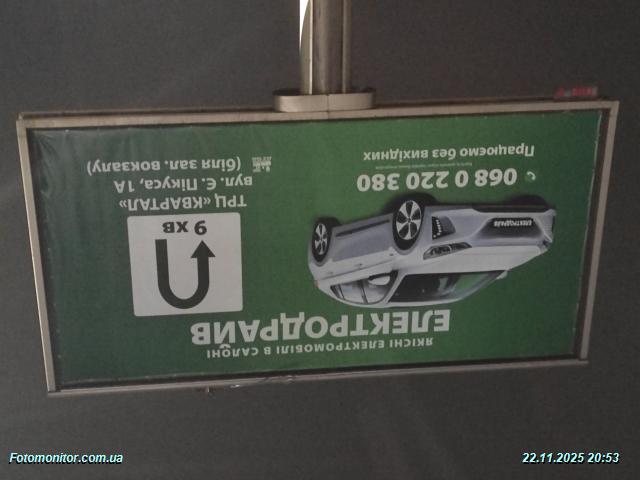 ЯКІСНІ ЕЛЕКТРОМОБІЛІ В САЛОНІ
ЕЛЕКТРОДРАЙВ
ЕЛЕКТРОДРАЙВ
068 0 220 380
Працюємо без вихідних
9 ХВ
ТРЦ «КВАРТАЛ»
вул. Є. Пікуса, 1А
(біля зал. вокзалу)
Fotomonitor.com.ua
22.11.2025 20:53